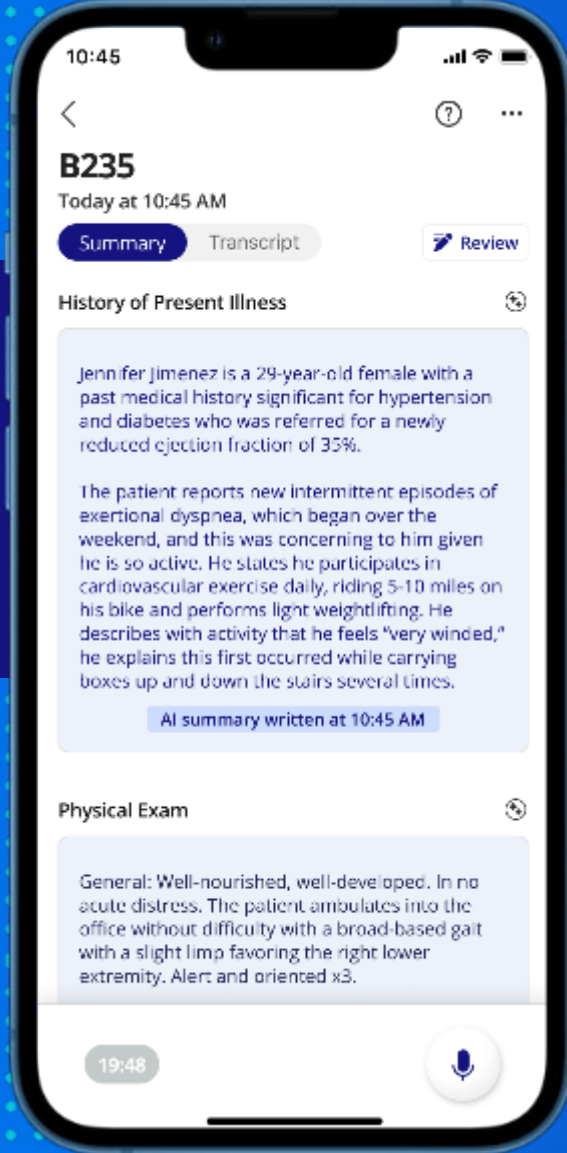 10:45
B235
Today at 10:45 AM
Summary
Transcript
Review
History of Present Illness
Jennifer Jimenez is a 29-year-old female with a
past medical history significant for hypertension
and diabetes who was referred for a newly
reduced ejection fraction of 35%.
The patient reports new intermittent episodes of
exertional dyspnea, which began over the
weekend, and this was concerning to him given
he is so active. He states he participates in
cardiovascular exercise daily, riding 5-10 miles on
his bike and performs light weightlifting. He
describes with activity that he feels “very winded,”
he explains this first occurred while carrying
boxes up and down the stairs several times.
AI summary written at 10:45 AM
Physical Exam
General: Well-nourished, well-developed. In no
acute distress. The patient ambulates into the
office without difficulty with a broad-based gait
with a slight limp favoring the right lower
extremity. Alert and oriented x3.
19:48